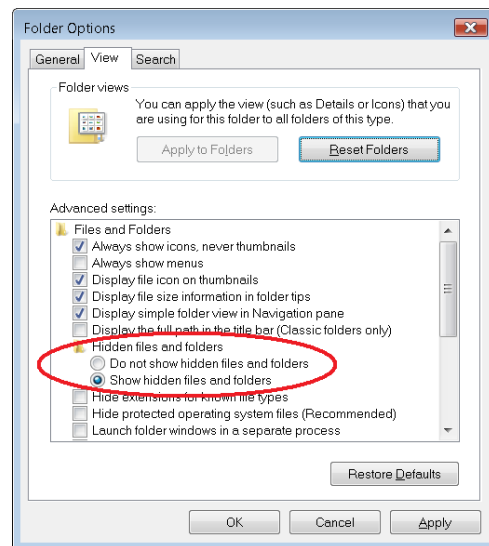 Folder Options
General View Search
Folder views
You can apply the view (such as Details or Icons) that you
are using for this folder to all folders of this type.
Apply to Folders Reset Folders
Advanced settings:
Files and Folders
Always show icons, never thumbnails
Always show menus
Display file icon on thumbnails
Display file size information in folder tips
Display simple folder view in Navigation pane
Display the full path in the title bar (Classic folders only)
Hidden files and folders
Do not show hidden files and folders
Show hidden files and folders
Hide extensions for known file types
Hide protected operating system files (Recommended)
Launch folder windows in a separate process
Restore Defaults
OK Cancel Apply